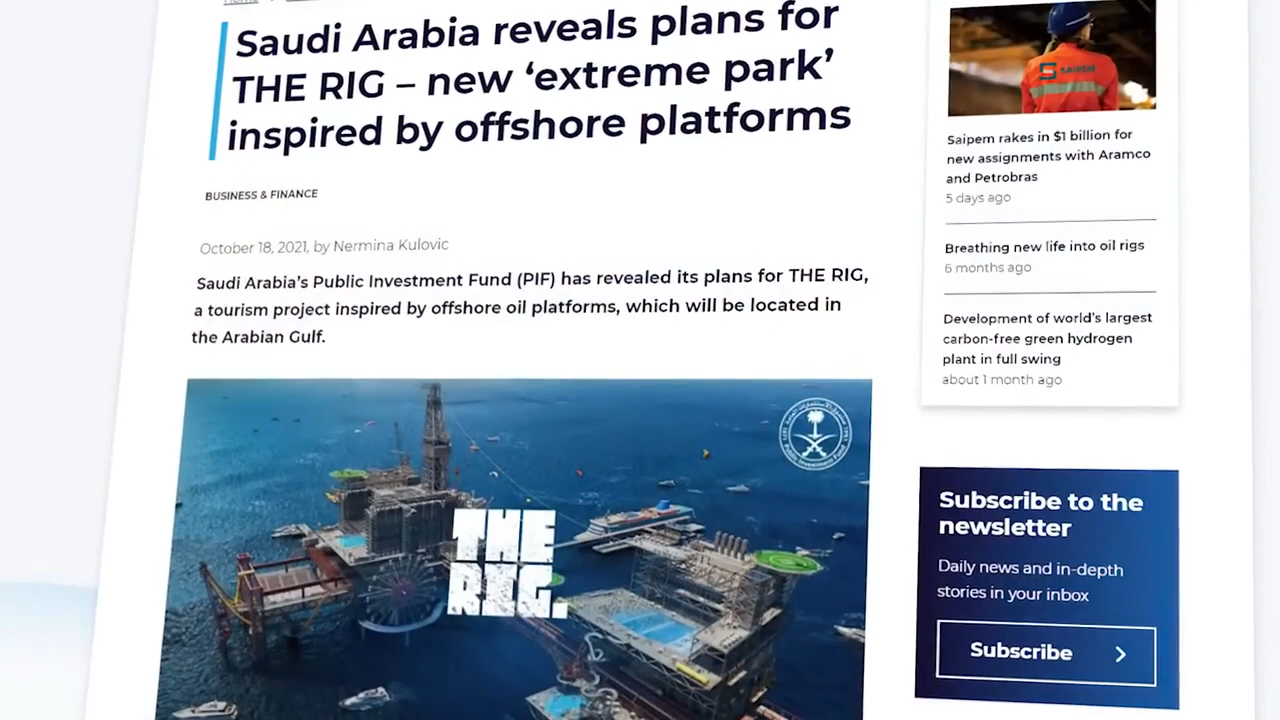 Home
Saudi Arabia reveals plans for
THE RIG – new ‘extreme park’
inspired by offshore platforms
BUSINESS & FINANCE
October 18, 2021, by Nermina Kulovic
Saudi Arabia’s Public Investment Fund (PIF) has revealed its plans for THE RIG,
a tourism project inspired by offshore oil platforms, which will be located in
the Arabian Gulf.
THE
RIG.
Public Investment Fund
SAIPEM
Saipem rakes in $1 billion for
new assignments with Aramco
and Petrobras
5 days ago
Breathing new life into oil rigs
6 months ago
Development of world’s largest
carbon-free green hydrogen
plant in full swing
about 1 month ago
Subscribe to the
newsletter
Daily news and in-depth
stories in your inbox
Subscribe